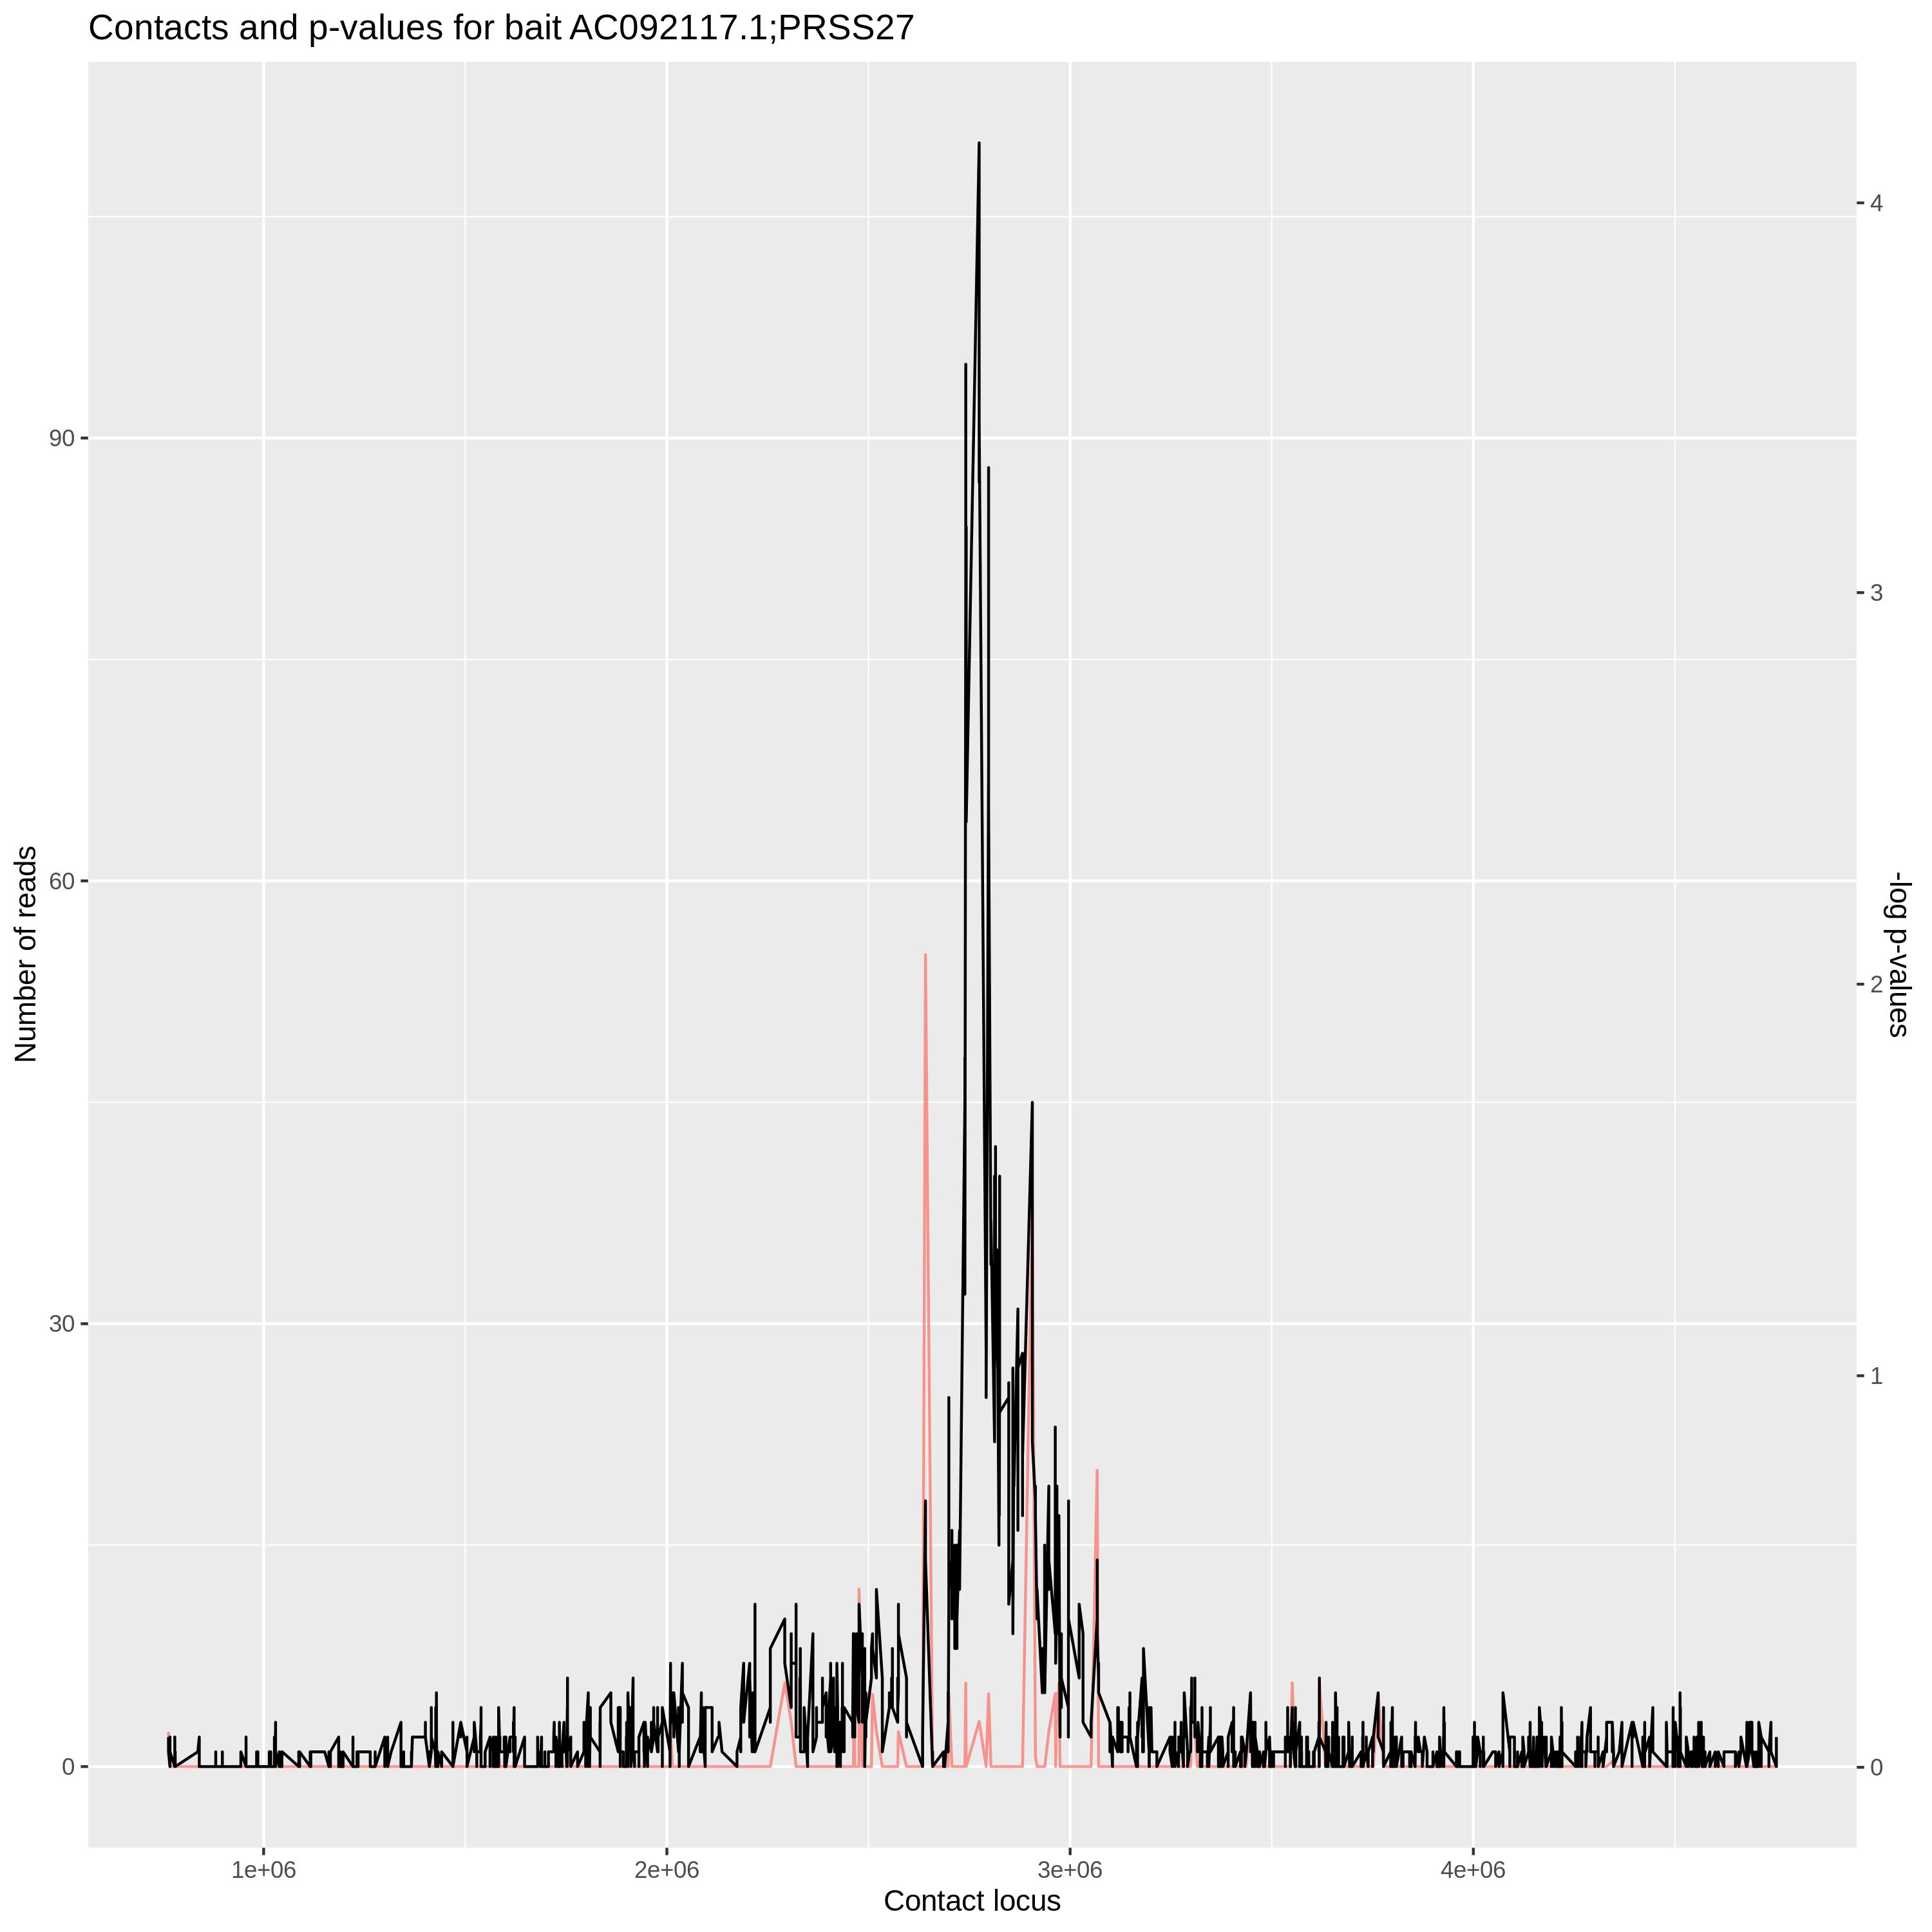 Contacts and p-values for bait AC092117.1;PRSS27
Number of reads
90
60
30
0
4
3
2
1
0
-log p-values
1e+06
2e+06
3e+06
4e+06
Contact locus